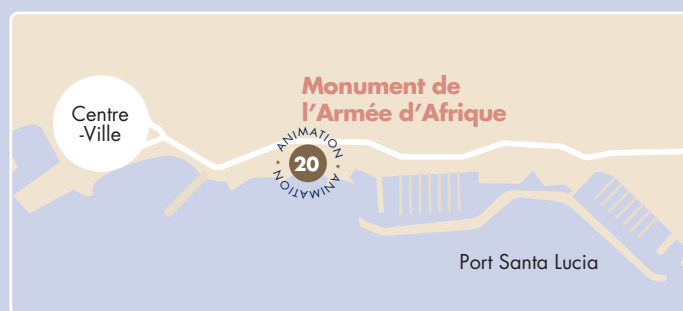 Monument de
l'Armée d'Afrique
Centre
-Ville
ANIMATION · ANIMATION ·
20
Port Santa Lucia